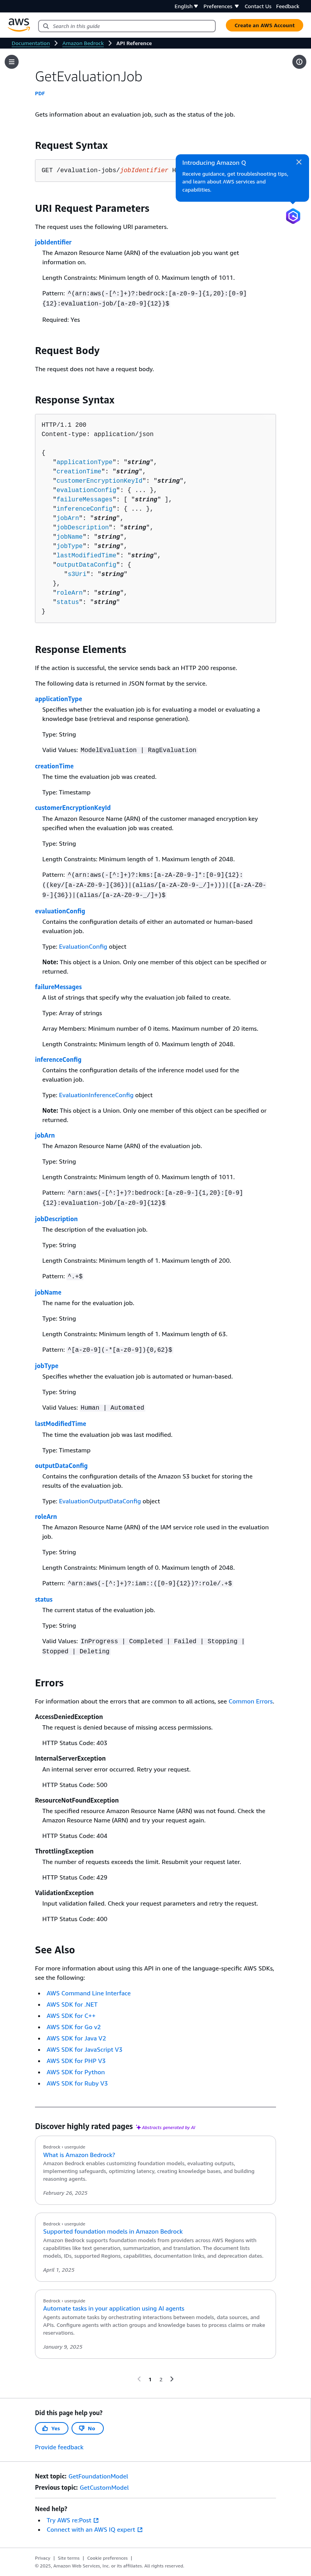 English Preferences Contact Us Feedback
aws Search in this guide Create an AWS Account
Documentation Amazon Bedrock API Reference
GetEvaluationJob
PDF
Gets information about an evaluation job, such as the status of the job.
Request Syntax
GET /evaluation-jobs/jobIdentifier H
Introducing Amazon Q
Receive guidance, get troubleshooting tips,
and learn about AWS services and
capabilities.
URI Request Parameters
The request uses the following URI parameters.
jobIdentifier
The Amazon Resource Name (ARN) of the evaluation job you want get
information on.
Length Constraints: Minimum length of 0. Maximum length of 1011.
Pattern: ^(arn:aws(-[^:]+)?:bedrock:[a-z0-9-]{1,20}:[0-9]
{12}:evaluation-job/[a-z0-9]{12})$
Required: Yes
Request Body
The request does not have a request body.
Response Syntax
HTTP/1.1 200
Content-type: application/json
{
"applicationType": "string",
"creationTime": "string",
"customerEncryptionKeyId": "string",
"evaluationConfig": { ... },
"failureMessages": [ "string" ],
"inferenceConfig": { ... },
"jobArn": "string",
"jobDescription": "string",
"jobName": "string",
"jobType": "string",
"lastModifiedTime": "string",
"outputDataConfig": {
"s3Uri": "string"
},
"roleArn": "string",
"status": "string"
}
Response Elements
If the action is successful, the service sends back an HTTP 200 response.
The following data is returned in JSON format by the service.
applicationType
Specifies whether the evaluation job is for evaluating a model or evaluating a
knowledge base (retrieval and response generation).
Type: String
Valid Values: ModelEvaluation | RagEvaluation
creationTime
The time the evaluation job was created.
Type: Timestamp
customerEncryptionKeyId
The Amazon Resource Name (ARN) of the customer managed encryption key
specified when the evaluation job was created.
Type: String
Length Constraints: Minimum length of 1. Maximum length of 2048.
Pattern: ^(arn:aws(-[^:]+)?:kms:[a-zA-Z0-9-]*:[0-9]{12}:
((key/[a-zA-Z0-9-]{36})|(alias/[a-zA-Z0-9-_/]+)))|([a-zA-Z0-
9-]{36})|(alias/[a-zA-Z0-9-_/]+)$
evaluationConfig
Contains the configuration details of either an automated or human-based
evaluation job.
Type: EvaluationConfig object
Note: This object is a Union. Only one member of this object can be specified or
returned.
failureMessages
A list of strings that specify why the evaluation job failed to create.
Type: Array of strings
Array Members: Minimum number of 0 items. Maximum number of 20 items.
Length Constraints: Minimum length of 0. Maximum length of 2048.
inferenceConfig
Contains the configuration details of the inference model used for the
evaluation job.
Type: EvaluationInferenceConfig object
Note: This object is a Union. Only one member of this object can be specified or
returned.
jobArn
The Amazon Resource Name (ARN) of the evaluation job.
Type: String
Length Constraints: Minimum length of 0. Maximum length of 1011.
Pattern: ^arn:aws(-[^:]+)?:bedrock:[a-z0-9-]{1,20}:[0-9]
{12}:evaluation-job/[a-z0-9]{12}$
jobDescription
The description of the evaluation job.
Type: String
Length Constraints: Minimum length of 1. Maximum length of 200.
Pattern: ^.+$
jobName
The name for the evaluation job.
Type: String
Length Constraints: Minimum length of 1. Maximum length of 63.
Pattern: ^[a-z0-9](-*[a-z0-9]){0,62}$
jobType
Specifies whether the evaluation job is automated or human-based.
Type: String
Valid Values: Human | Automated
lastModifiedTime
The time the evaluation job was last modified.
Type: Timestamp
outputDataConfig
Contains the configuration details of the Amazon S3 bucket for storing the
results of the evaluation job.
Type: EvaluationOutputDataConfig object
roleArn
The Amazon Resource Name (ARN) of the IAM service role used in the evaluation
job.
Type: String
Length Constraints: Minimum length of 0. Maximum length of 2048.
Pattern: ^arn:aws(-[^:]+)?:iam::([0-9]{12})?:role/.+$
status
The current status of the evaluation job.
Type: String
Valid Values: InProgress | Completed | Failed | Stopping |
Stopped | Deleting
Errors
For information about the errors that are common to all actions, see Common Errors.
AccessDeniedException
The request is denied because of missing access permissions.
HTTP Status Code: 403
InternalServerException
An internal server error occurred. Retry your request.
HTTP Status Code: 500
ResourceNotFoundException
The specified resource Amazon Resource Name (ARN) was not found. Check the
Amazon Resource Name (ARN) and try your request again.
HTTP Status Code: 404
ThrottlingException
The number of requests exceeds the limit. Resubmit your request later.
HTTP Status Code: 429
ValidationException
Input validation failed. Check your request parameters and retry the request.
HTTP Status Code: 400
See Also
For more information about using this API in one of the language-specific AWS SDKs,
see the following:
• AWS Command Line Interface
• AWS SDK for .NET
• AWS SDK for C++
• AWS SDK for Go v2
• AWS SDK for Java V2
• AWS SDK for JavaScript V3
• AWS SDK for PHP V3
• AWS SDK for Python
• AWS SDK for Ruby V3
Discover highly rated pages Abstracts generated by AI
Bedrock › userguide
What is Amazon Bedrock?
Amazon Bedrock enables customizing foundation models, evaluating outputs,
implementing safeguards, optimizing latency, creating knowledge bases, and building
reasoning agents.
February 26, 2025
Bedrock › userguide
Supported foundation models in Amazon Bedrock
Amazon Bedrock supports foundation models from providers across AWS Regions with
capabilities like text generation, summarization, and translation. The document lists
models, IDs, supported Regions, capabilities, documentation links, and deprecation dates.
April 1, 2025
Bedrock › userguide
Automate tasks in your application using AI agents
Agents automate tasks by orchestrating interactions between models, data sources, and
APIs. Configure agents with action groups and knowledge bases to process claims or make
reservations.
January 9, 2025
1 2
Did this page help you?
Yes No
Provide feedback
Next topic: GetFoundationModel
Previous topic: GetCustomModel
Need help?
• Try AWS re:Post
• Connect with an AWS IQ expert
Privacy | Site terms | Cookie preferences |
© 2025, Amazon Web Services, Inc. or its affiliates. All rights reserved.